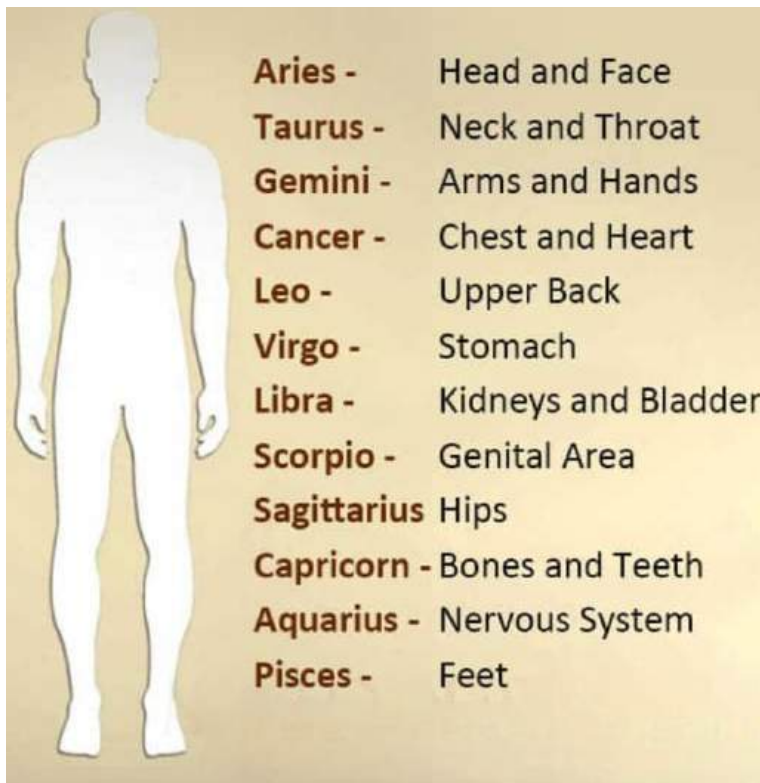 Aries - Head and Face
Taurus - Neck and Throat
Gemini - Arms and Hands
Cancer - Chest and Heart
Leo - Upper Back
Virgo - Stomach
Libra - Kidneys and Bladder
Scorpio - Genital Area
Sagittarius Hips
Capricorn - Bones and Teeth
Aquarius - Nervous System
Pisces - Feet